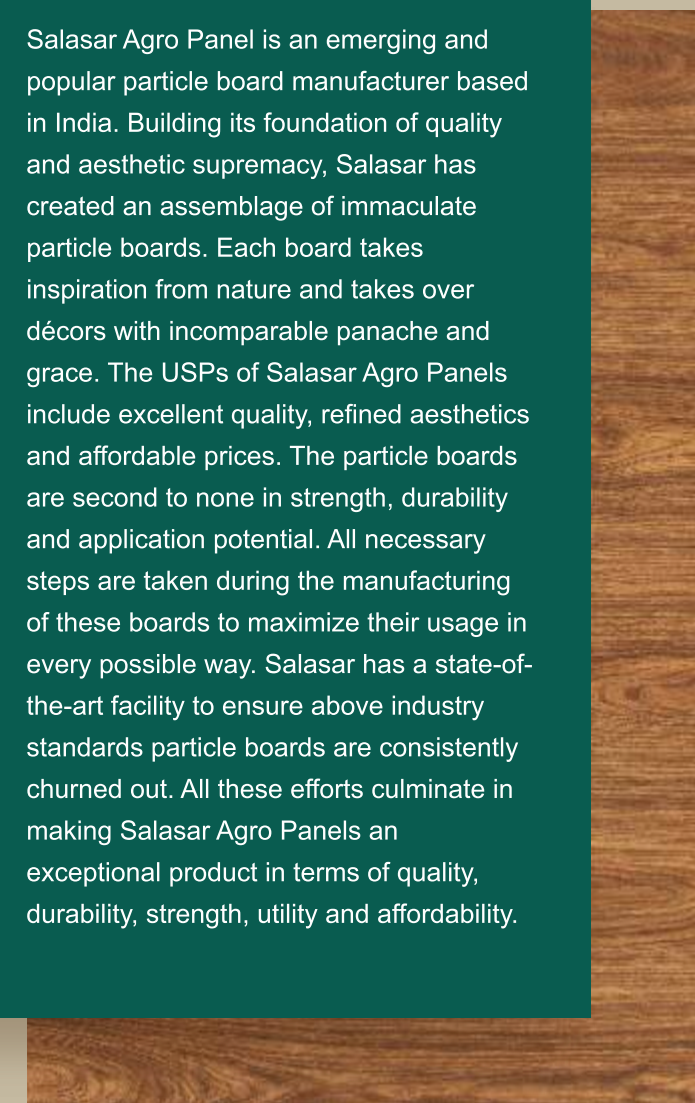 Salasar Agro Panel is an emerging and
popular particle board manufacturer based
in India. Building its foundation of quality
and aesthetic supremacy, Salasar has
created an assemblage of immaculate
particle boards. Each board takes
inspiration from nature and takes over
décors with incomparable panache and
grace. The USPs of Salasar Agro Panels
include excellent quality, refined aesthetics
and affordable prices. The particle boards
are second to none in strength, durability
and application potential. All necessary
steps are taken during the manufacturing
of these boards to maximize their usage in
every possible way. Salasar has a state-of-
the-art facility to ensure above industry
standards particle boards are consistently
churned out. All these efforts culminate in
making Salasar Agro Panels an
exceptional product in terms of quality,
durability, strength, utility and affordability.